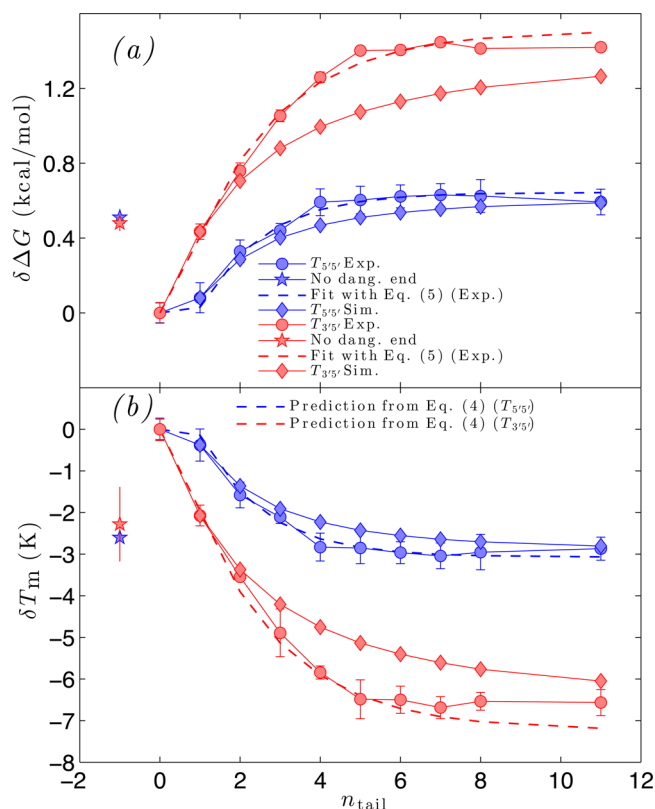 (a)
δΔG (kcal/mol)
1.2
0.8
0.4
0
T5′5′ Exp.
No dang. end
Fit with Eq. (5) (Exp.)
T5′5′ Sim.
T3′5′ Exp.
No dang. end
Fit with Eq. (5) (Exp.)
T3′5′ Sim.
(b)
Prediction from Eq. (4) (T5′5′)
Prediction from Eq. (4) (T3′5′)
δTm (K)
0
−1
−2
−3
−4
−5
−6
−7
−8
−2 0 2 4 6 8 10 12
ntail